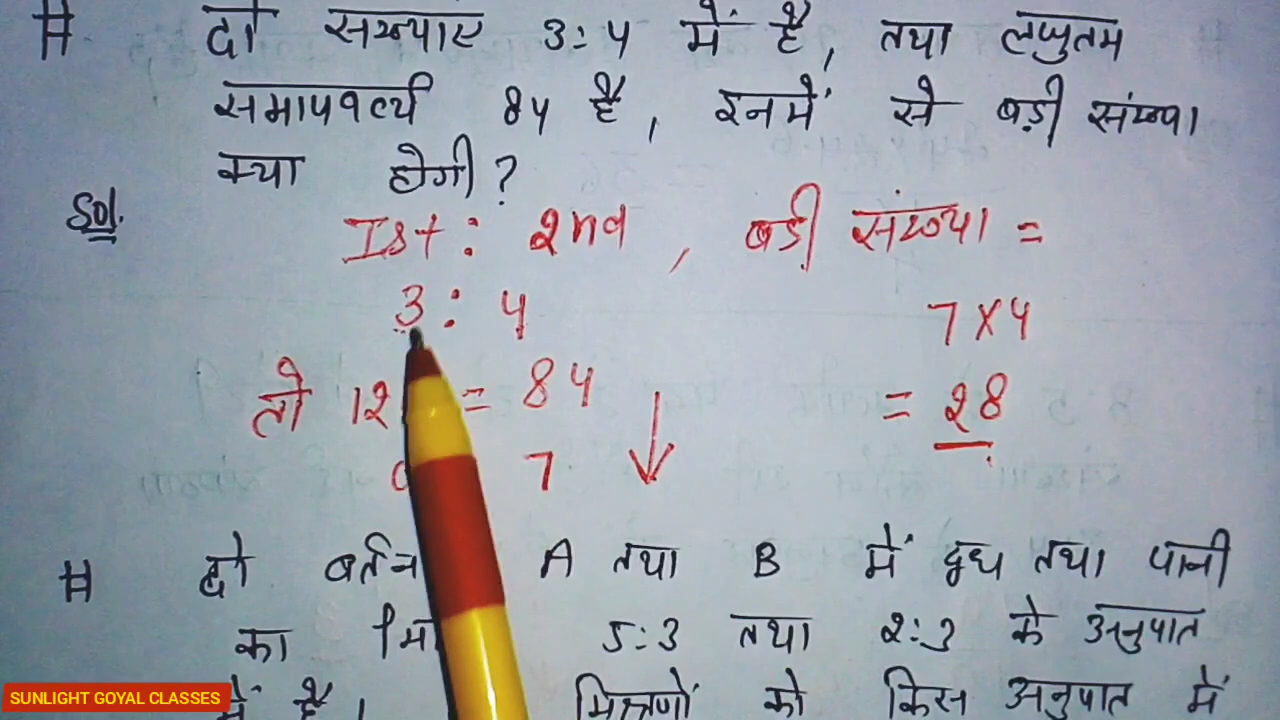 # दो संख्याए 3:4 में है, तथा लघुतम
समापवर्त्य 84 है, इनमें से बड़ी संख्या
क्या होगी?
Sol. Ist : 2nd, बडी संख्या =
3 : 4 7 x 4
तो 12 = 84 = 28
7
# दो बर्तन A तथा B में दूध तथा पानी
का 5:3 तथा 2:3 के अनुपात
में है, मिश्रणों को किस अनुपात में
SUNLIGHT GOYAL CLASSES